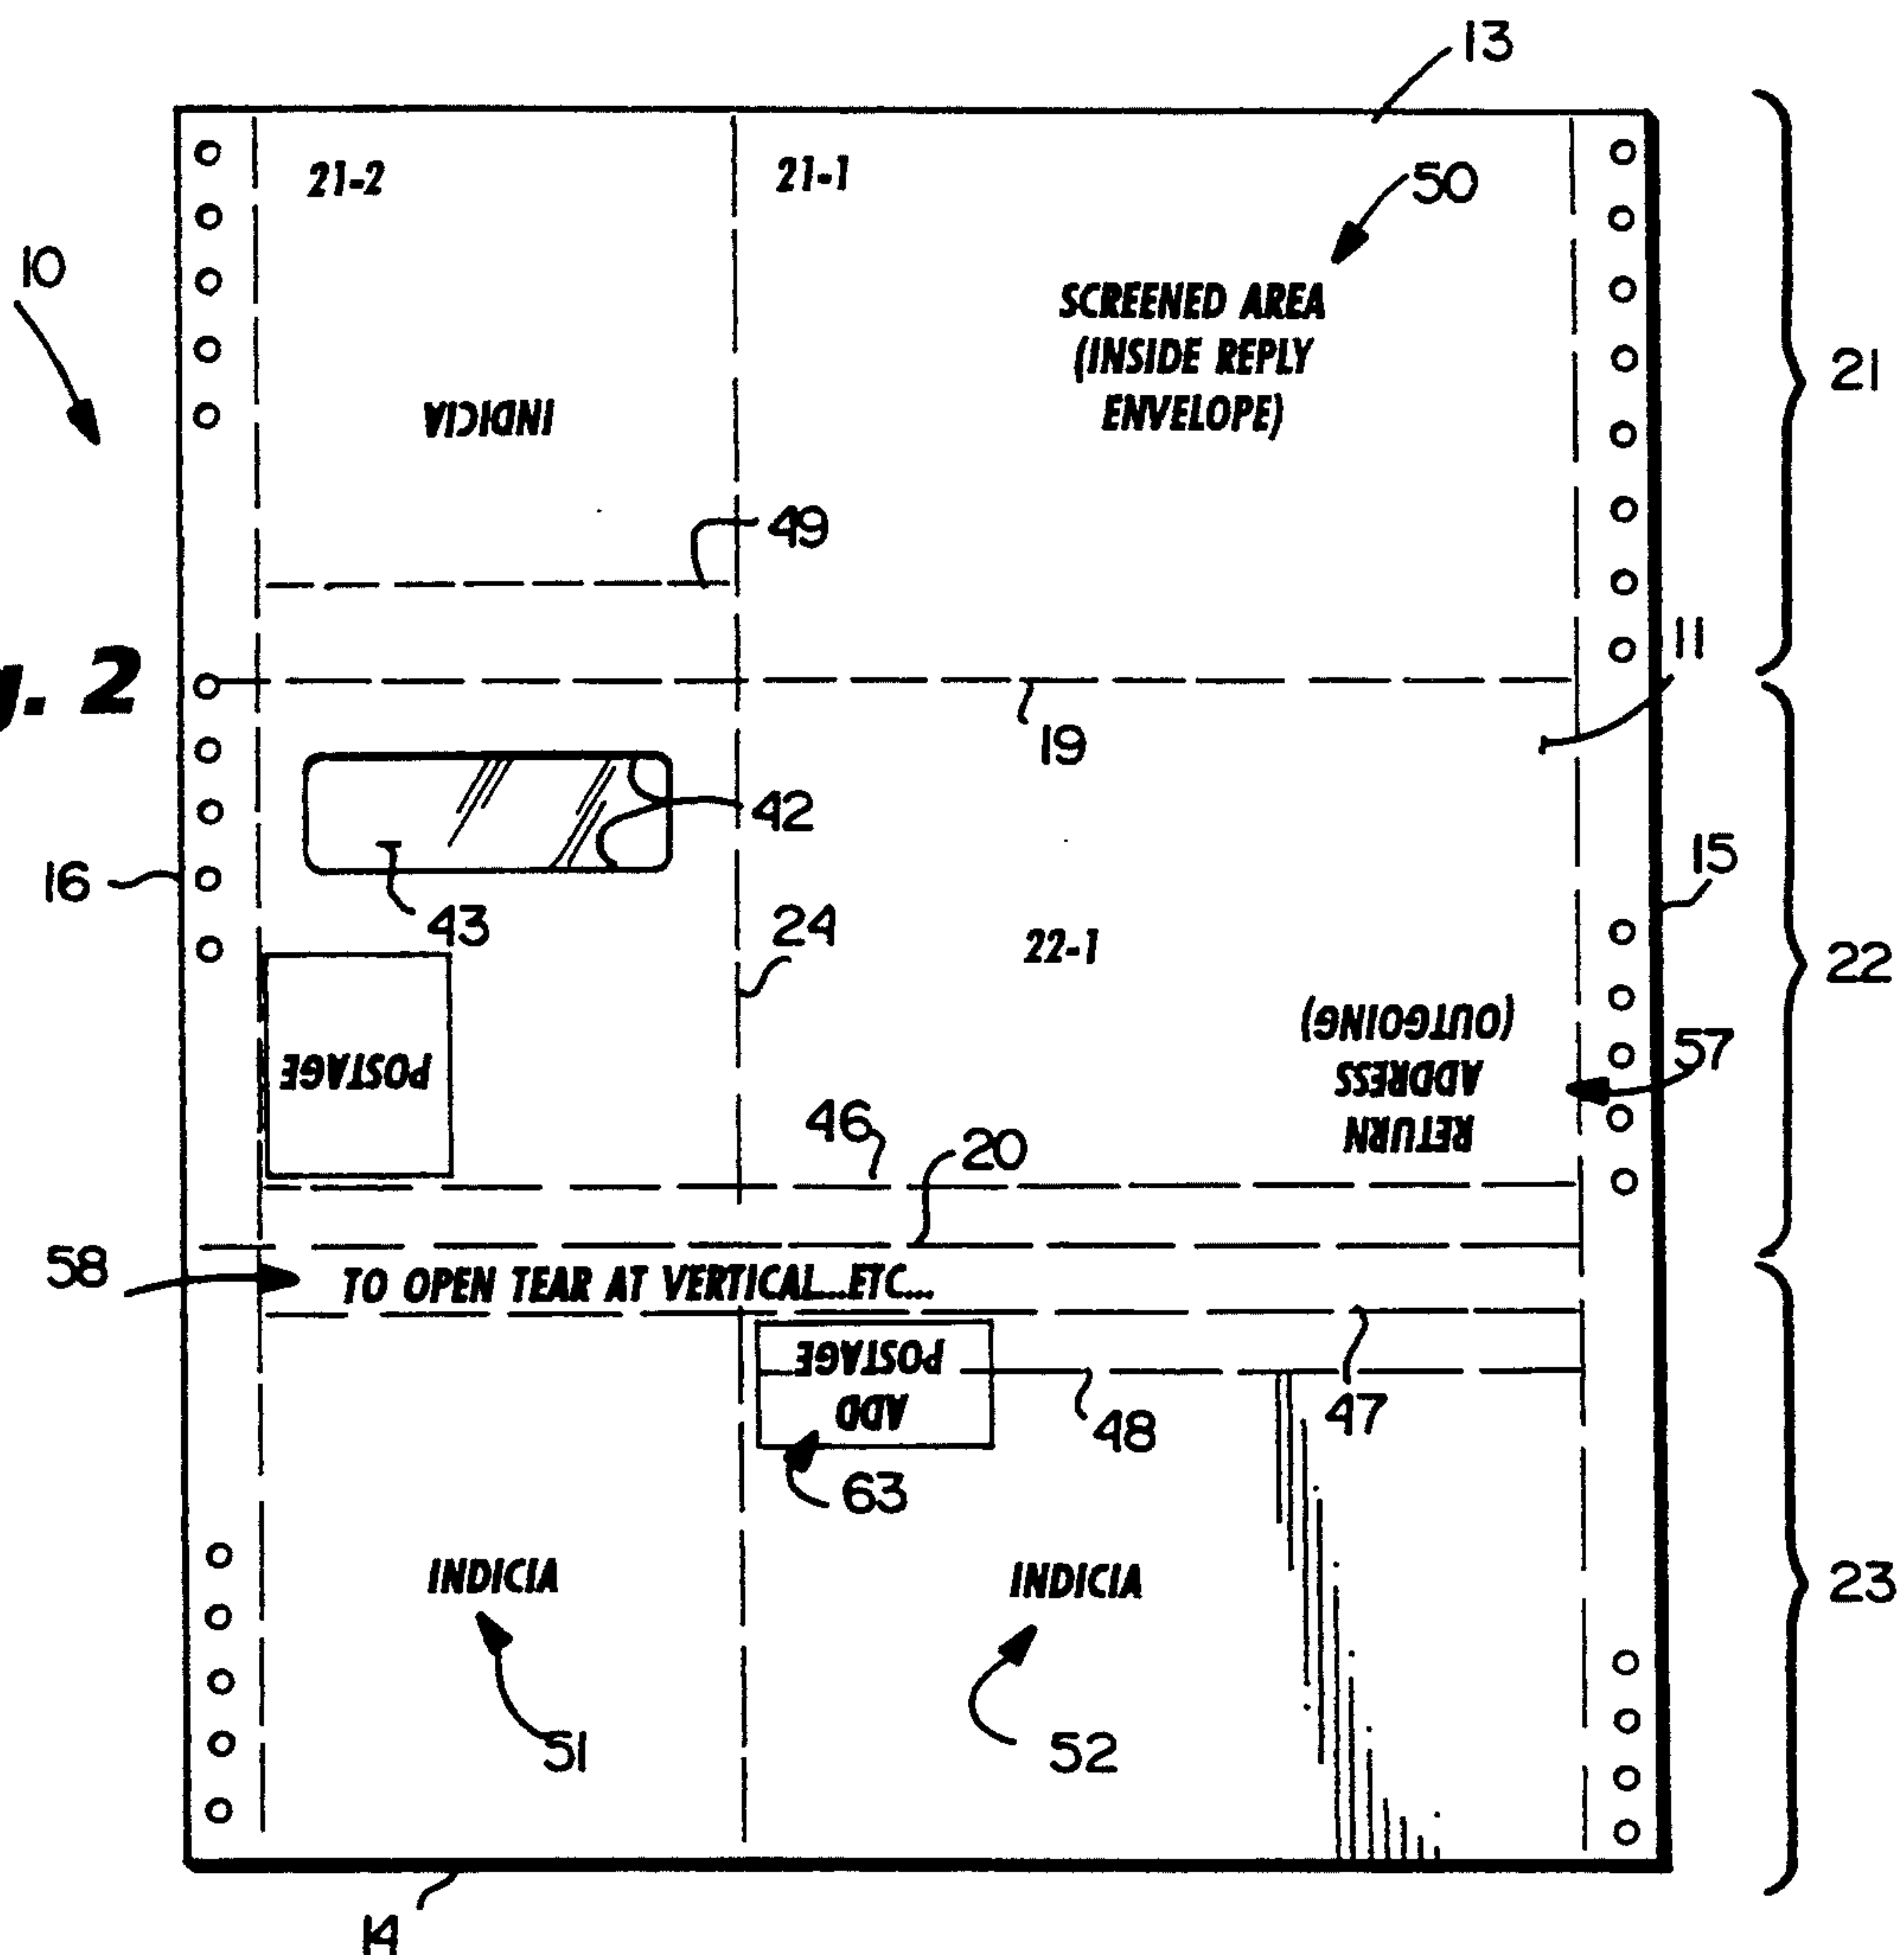 13
21-2
21-1
50
10
SCREENED AREA
(INSIDE REPLY
ENVELOPE)
21
INDICIA
49
11
g. 2
19
42
15
16
43
24
22-1
22
RETURN
ADDRESS
(OUTGOING)
57
POSTAGE
46
20
58
TO OPEN TEAR AT VERTICAL...ETC...
ADD
POSTAGE
48
47
63
INDICIA
INDICIA
23
51
52
14